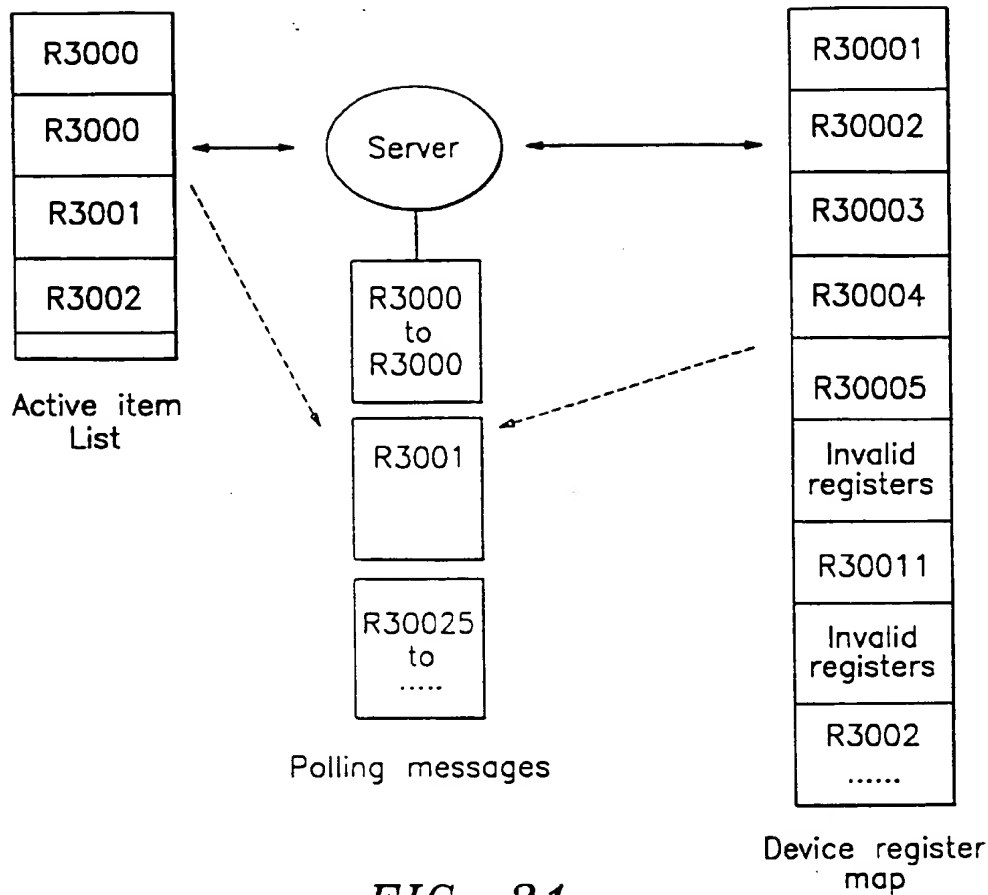 R3000
R3000
R3001
R3002
Active item
List
Server
R3000
to
R3000
R3001
R30025
to
.....
Polling messages
R30001
R30002
R30003
R30004
R30005
Invalid
registers
R30011
Invalid
registers
R3002
......
Device register
map